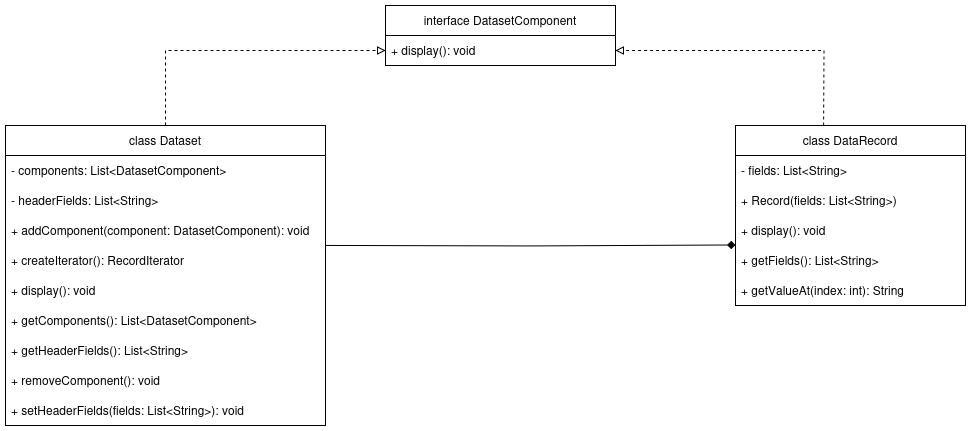 interface DatasetComponent
+ display(): void
class Dataset
- components: List<DatasetComponent>
- headerFields: List<String>
+ addComponent(component: DatasetComponent): void
+ createIterator(): RecordIterator
+ display(): void
+ getComponents(): List<DatasetComponent>
+ getHeaderFields(): List<String>
+ removeComponent(): void
+ setHeaderFields(fields: List<String>): void
class DataRecord
- fields: List<String>
+ Record(fields: List<String>)
+ display(): void
+ getFields(): List<String>
+ getValueAt(index: int): String